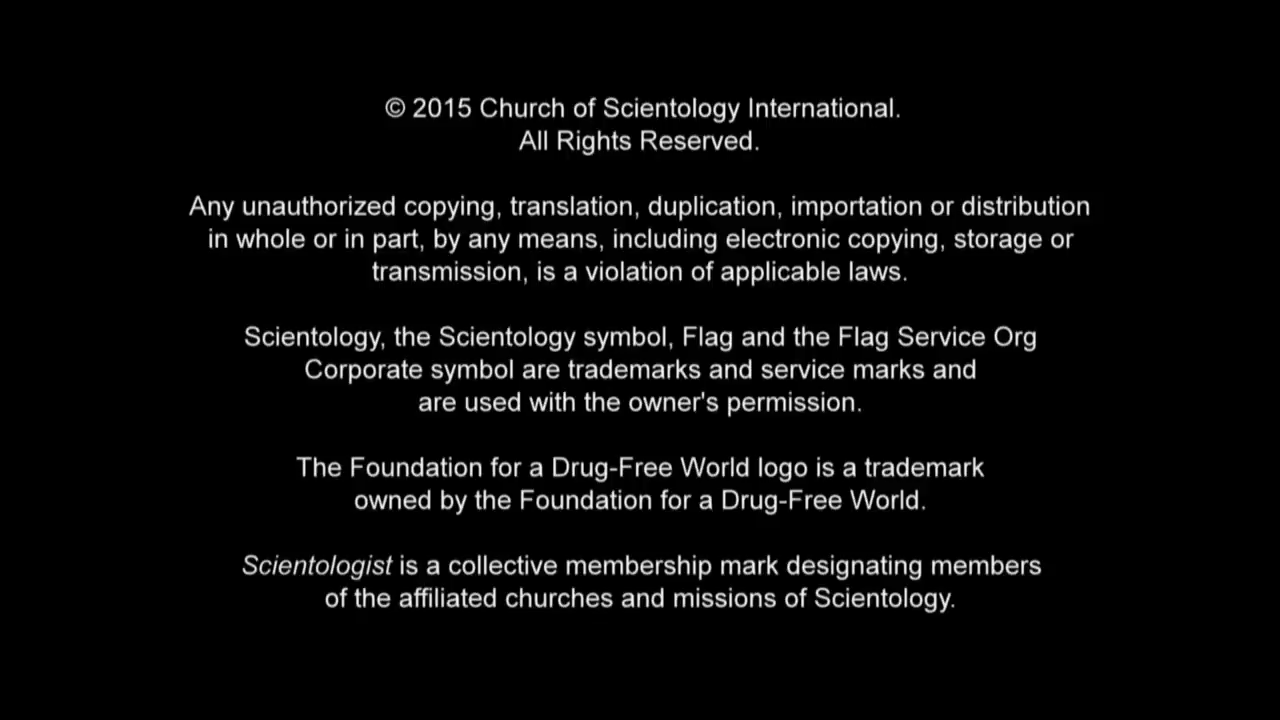 © 2015 Church of Scientology International.
All Rights Reserved.
Any unauthorized copying, translation, duplication, importation or distribution
in whole or in part, by any means, including electronic copying, storage or
transmission, is a violation of applicable laws.
Scientology, the Scientology symbol, Flag and the Flag Service Org
Corporate symbol are trademarks and service marks and
are used with the owner's permission.
The Foundation for a Drug-Free World logo is a trademark
owned by the Foundation for a Drug-Free World.
Scientologist is a collective membership mark designating members
of the affiliated churches and missions of Scientology.